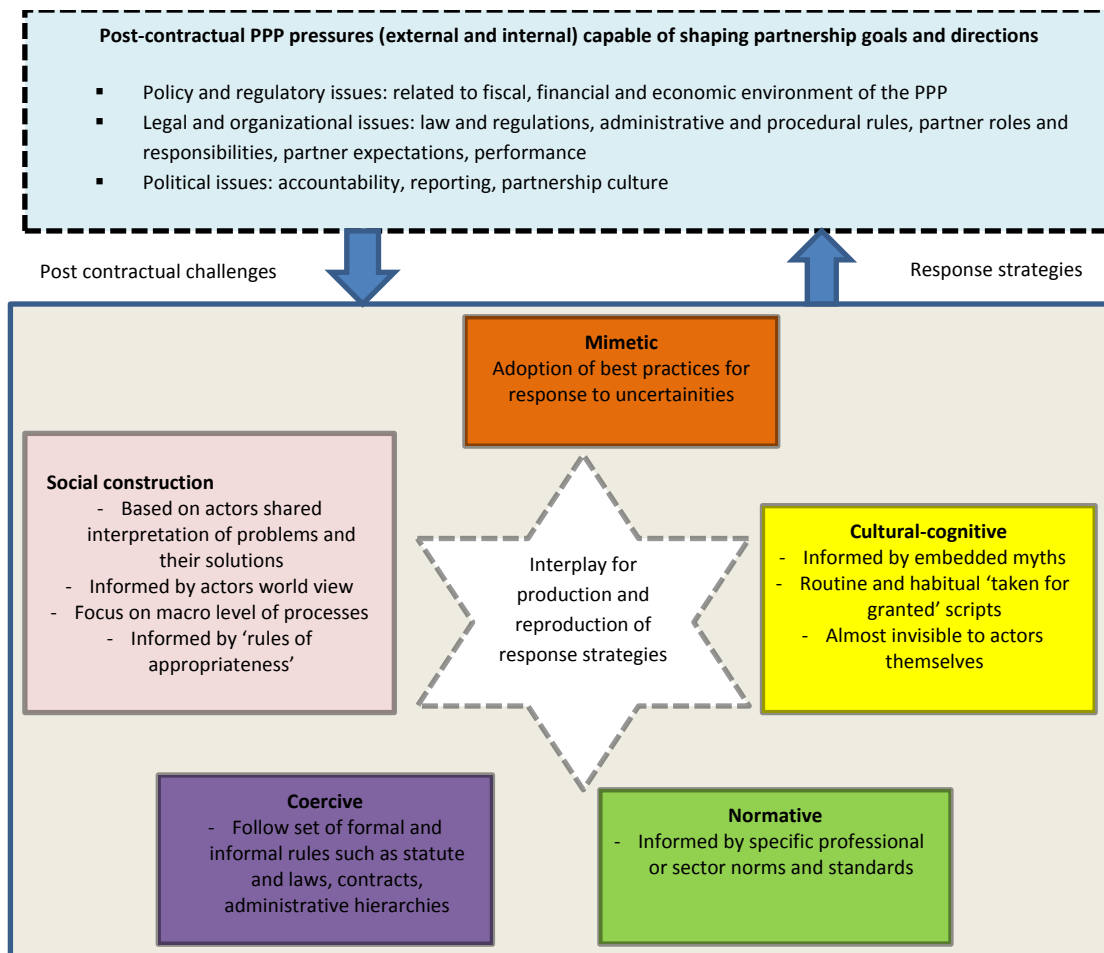 Post-contractual PPP pressures (external and internal) capable of shaping partnership goals and directions
▪ Policy and regulatory issues: related to fiscal, financial and economic environment of the PPP
▪ Legal and organizational issues: law and regulations, administrative and procedural rules, partner roles and
responsibilities, partner expectations, performance
▪ Political issues: accountability, reporting, partnership culture
Post contractual challenges
Response strategies
Mimetic
Adoption of best practices for
response to uncertainities
Social construction
- Based on actors shared
interpretation of problems and
their solutions
- Informed by actors world view
- Focus on macro level of processes
- Informed by ‘rules of
appropriateness’
Interplay for
production and
reproduction of
response strategies
Cultural-cognitive
- Informed by embedded myths
- Routine and habitual ‘taken for
granted’ scripts
- Almost invisible to actors
themselves
Coercive
- Follow set of formal and
informal rules such as statute
and laws, contracts,
administrative hierarchies
Normative
- Informed by specific professional
or sector norms and standards